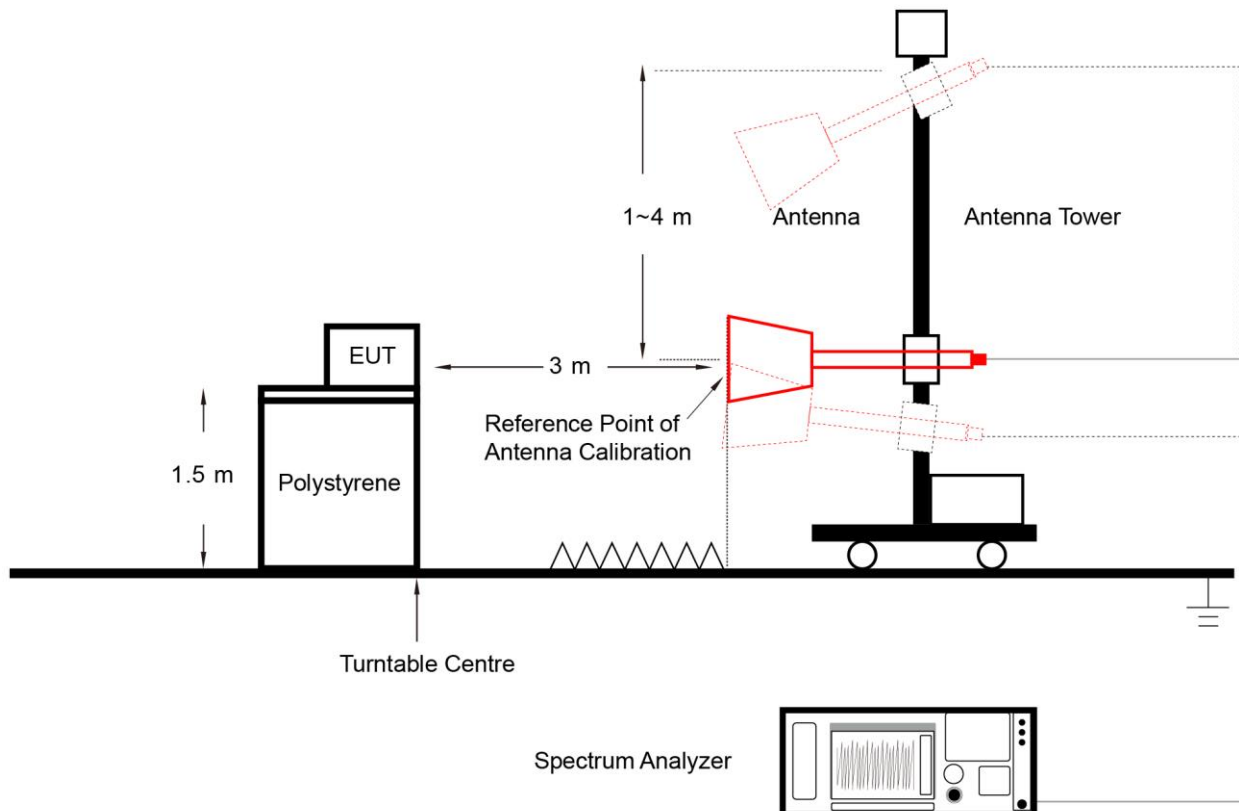 1~4 m
Antenna
Antenna Tower
EUT
3 m
Reference Point of
Antenna Calibration
1.5 m
Polystyrene
Turntable Centre
Spectrum Analyzer